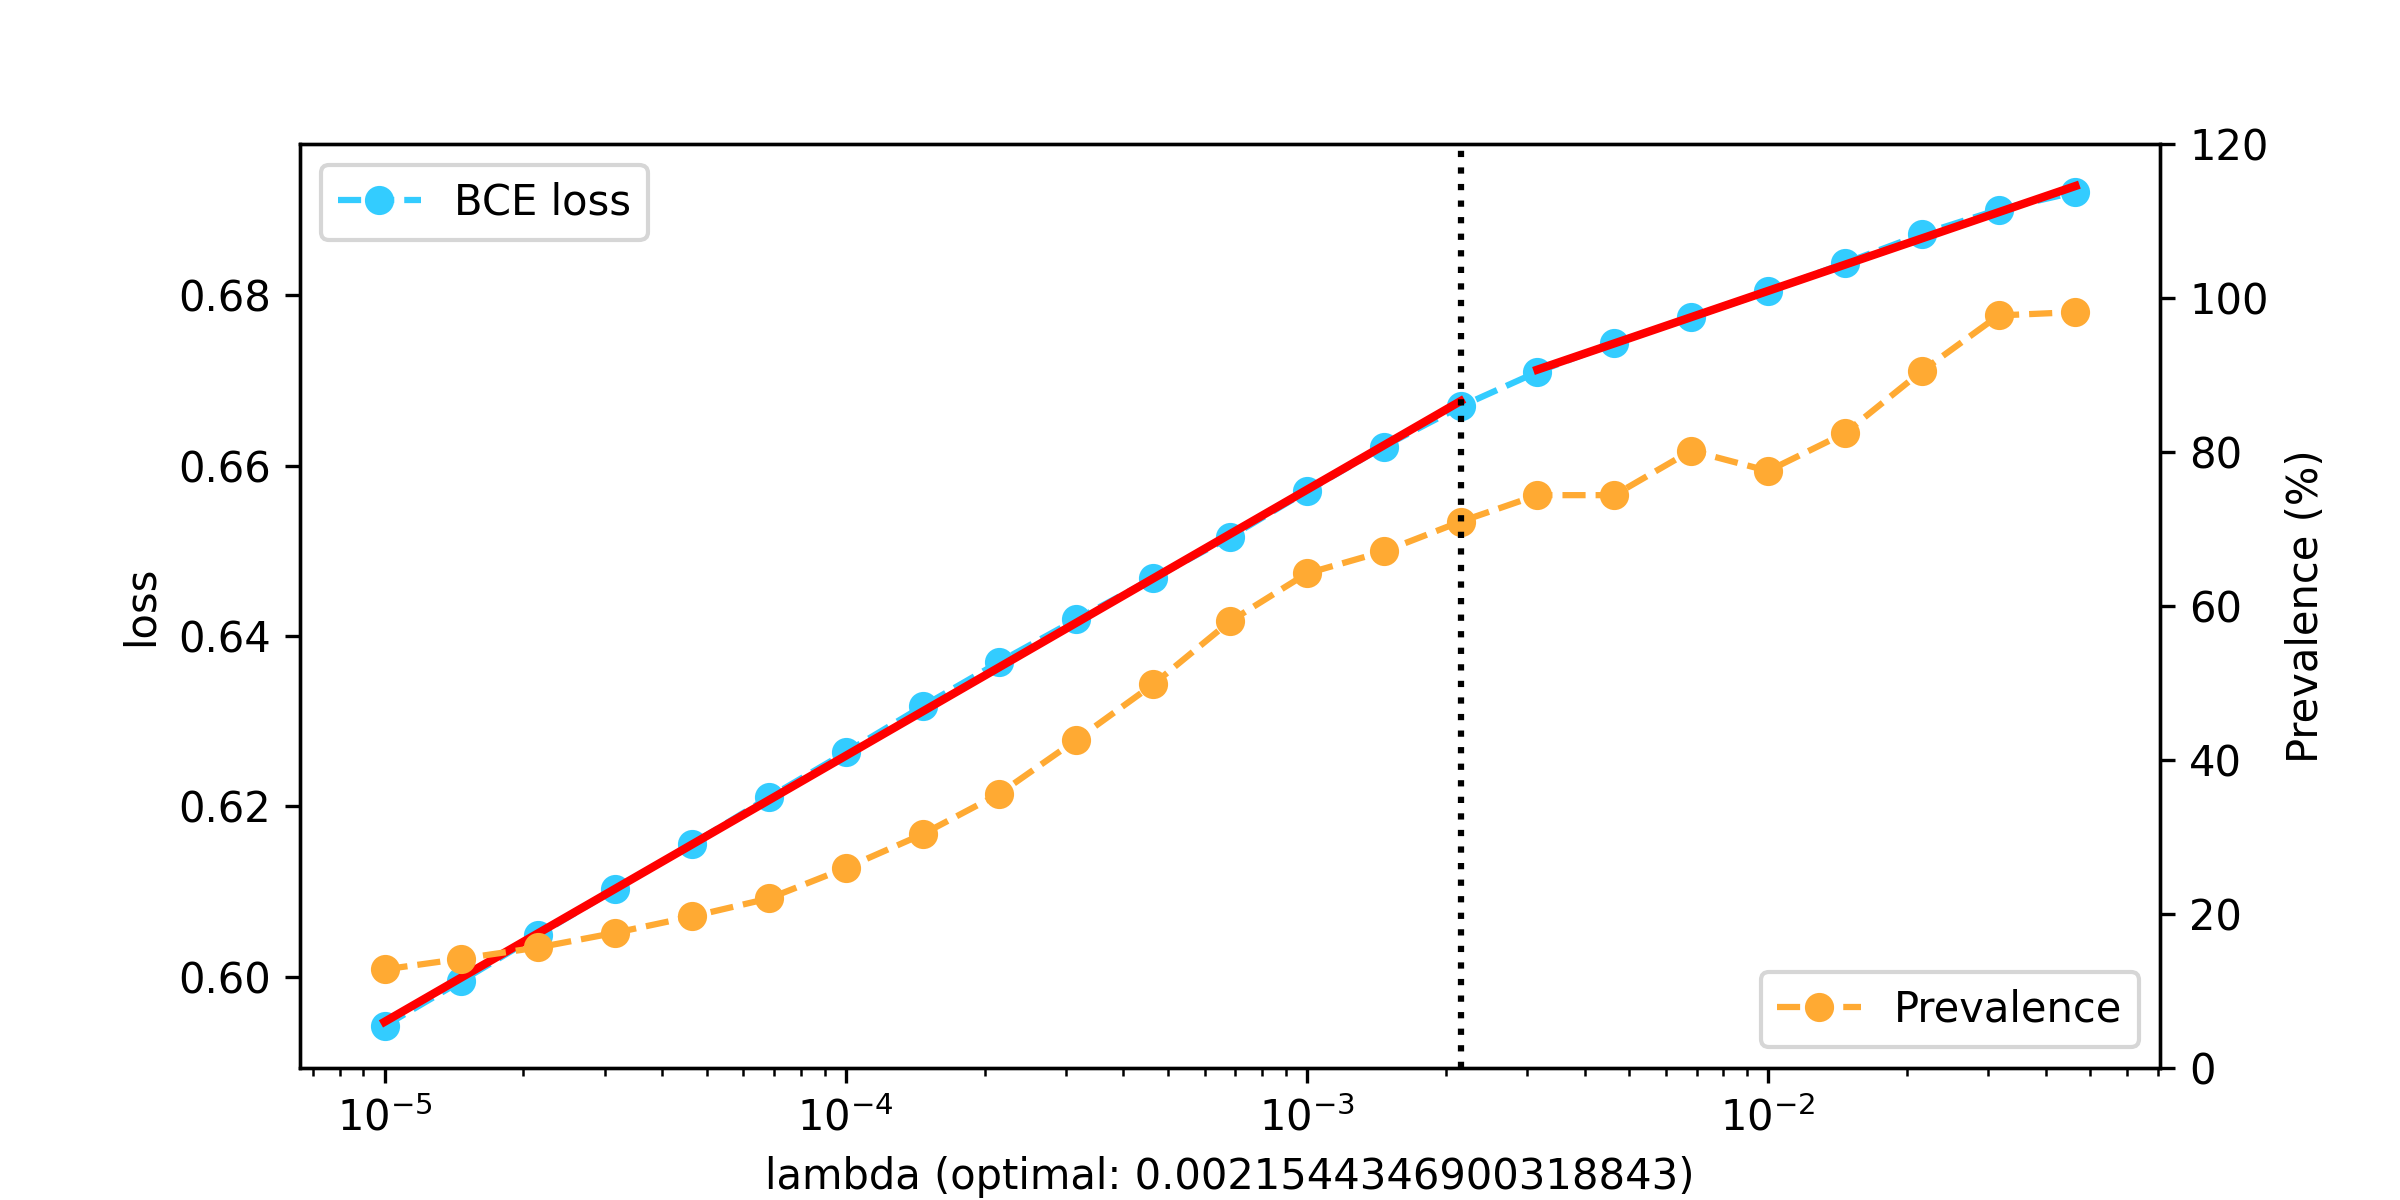 BCE loss
120
100
80
60
40
20
0
Prevalence (%)
0.68
0.66
0.64
0.62
0.60
loss
Prevalence
10⁻⁵ 10⁻⁴ 10⁻³ 10⁻²
lambda (optimal: 0.0021544346900318843)